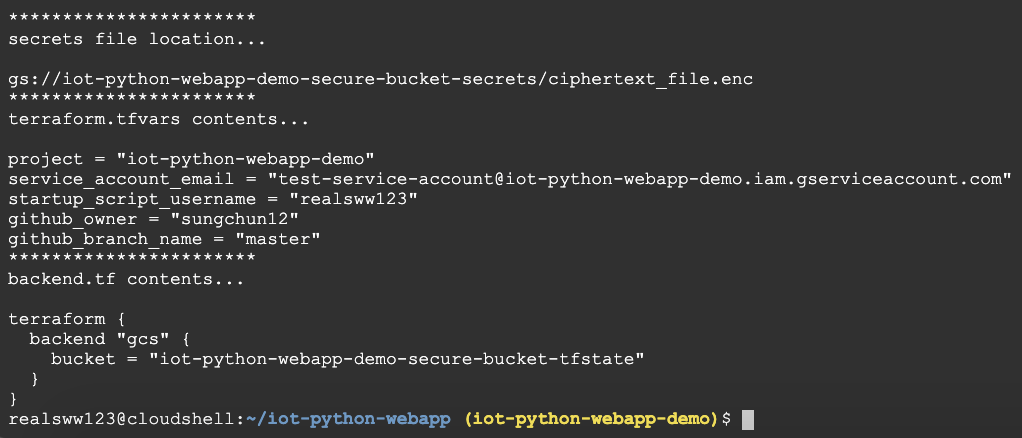 ***********************
secrets file location...
gs://iot-python-webapp-demo-secure-bucket-secrets/ciphertext_file.enc
***********************
terraform.tfvars contents...
project = "iot-python-webapp-demo"
service_account_email = "test-service-account@iot-python-webapp-demo.iam.gserviceaccount.com"
startup_script_username = "realsww123"
github_owner = "sungchun12"
github_branch_name = "master"
***********************
backend.tf contents...
terraform {
  backend "gcs" {
    bucket = "iot-python-webapp-demo-secure-bucket-tfstate"
  }
}
realsww123@cloudshell:~/iot-python-webapp (iot-python-webapp-demo)$